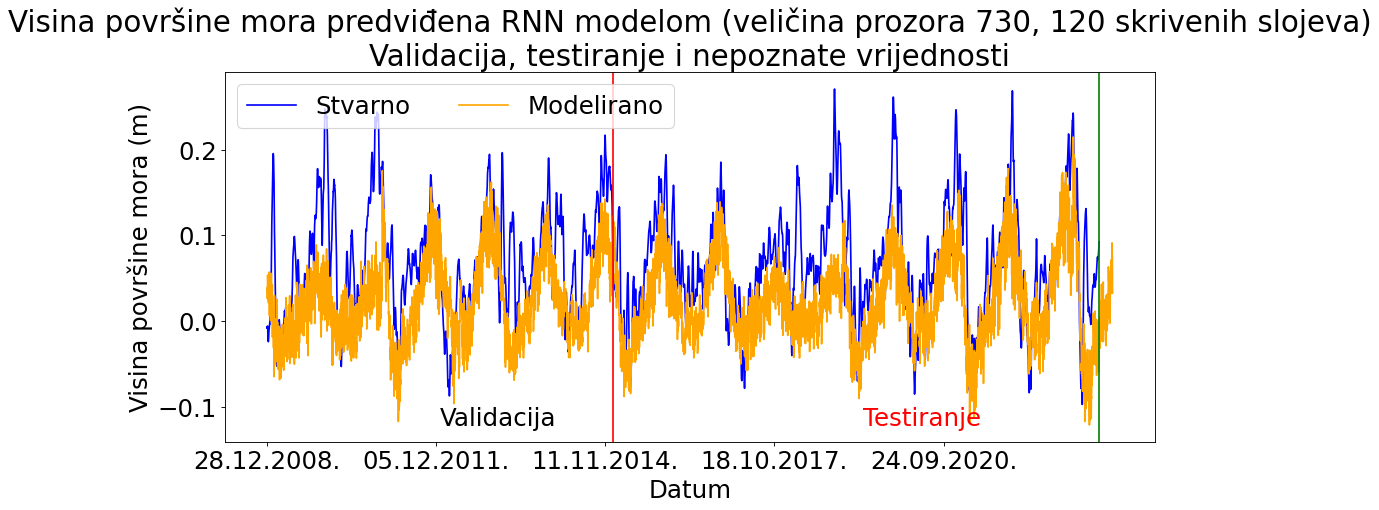 Visina površine mora predviđena RNN modelom (veličina prozora 730, 120 skrivenih slojeva)
Validacija, testiranje i nepoznate vrijednosti
Stvarno Modelirano
Visina površine mora (m)
0.2
0.1
0.0
−0.1
Validacija Testiranje
28.12.2008. 05.12.2011. 11.11.2014. 18.10.2017. 24.09.2020.
Datum